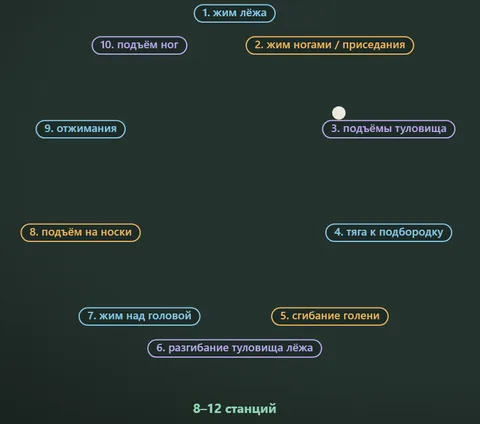 1. жим лёжа
2. жим ногами / приседания
3. подъёмы туловища
4. тяга к подбородку
5. сгибание голени
6. разгибание туловища лёжа
7. жим над головой
8. подъём на носки
9. отжимания
10. подъём ног
8–12 станций